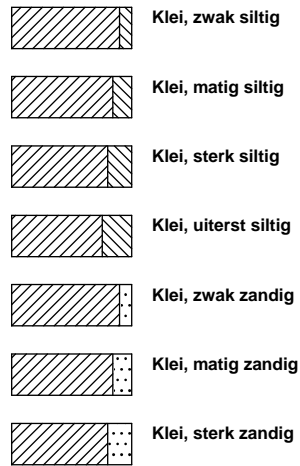 Klei, zwak siltig
Klei, matig siltig
Klei, sterk siltig
Klei, uiterst siltig
Klei, zwak zandig
Klei, matig zandig
Klei, sterk zandig